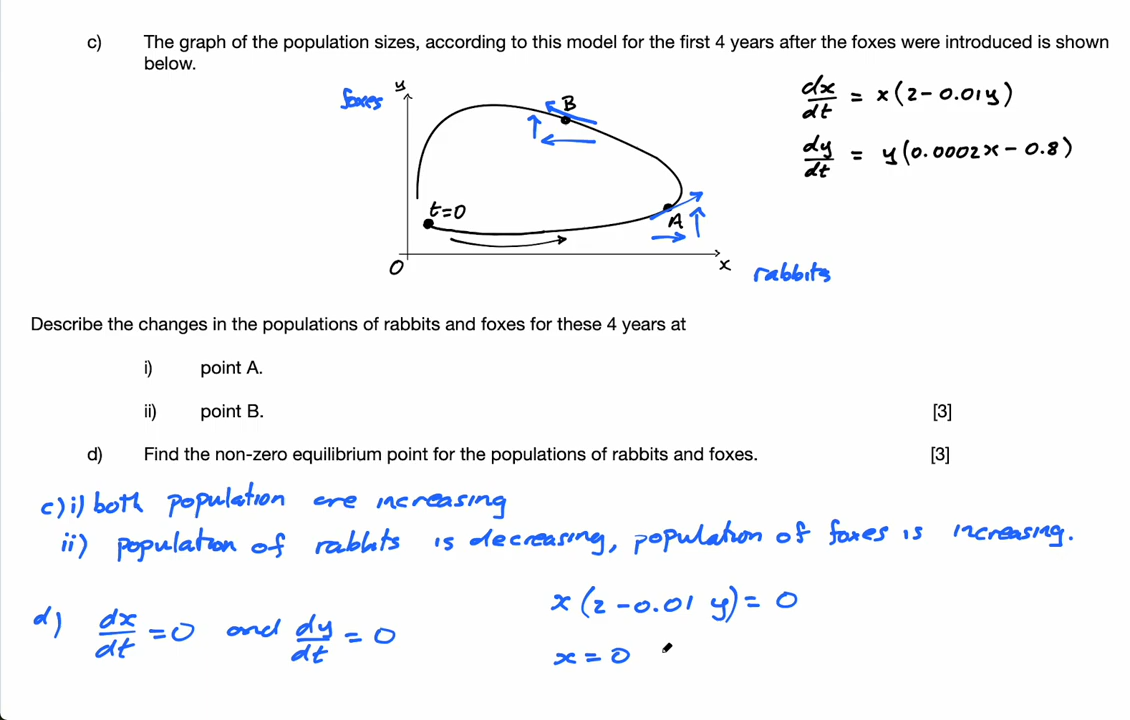 c) The graph of the population sizes, according to this model for the first 4 years after the foxes were introduced is shown
below.
foxes y
B
dx/dt = x(2-0.01y)
dy/dt = y(0.0002x-0.8)
t=0
A
O
x
rabbits
Describe the changes in the populations of rabbits and foxes for these 4 years at
i) point A.
ii) point B. [3]
d) Find the non-zero equilibrium point for the populations of rabbits and foxes. [3]
c) i) both population are increasing
ii) population of rabbits is decreasing, population of foxes is increasing.
d) dx/dt = 0 and dy/dt = 0
x(2-0.01 y) = 0
x = 0